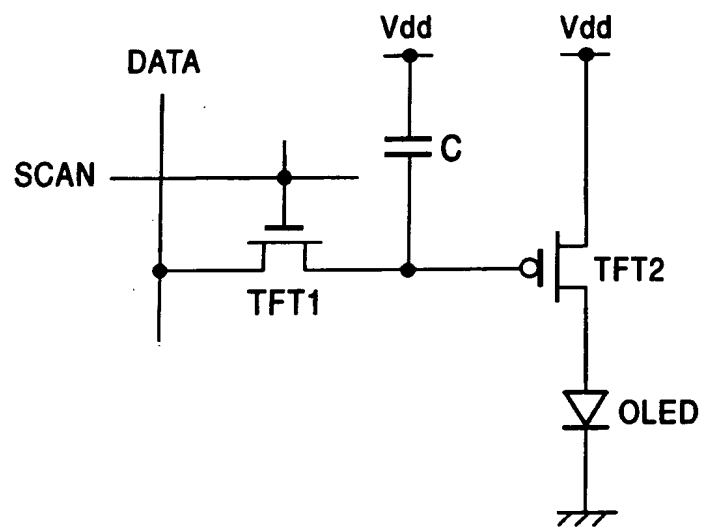 Vdd Vdd
DATA
C
SCAN
TFT1
TFT2
OLED